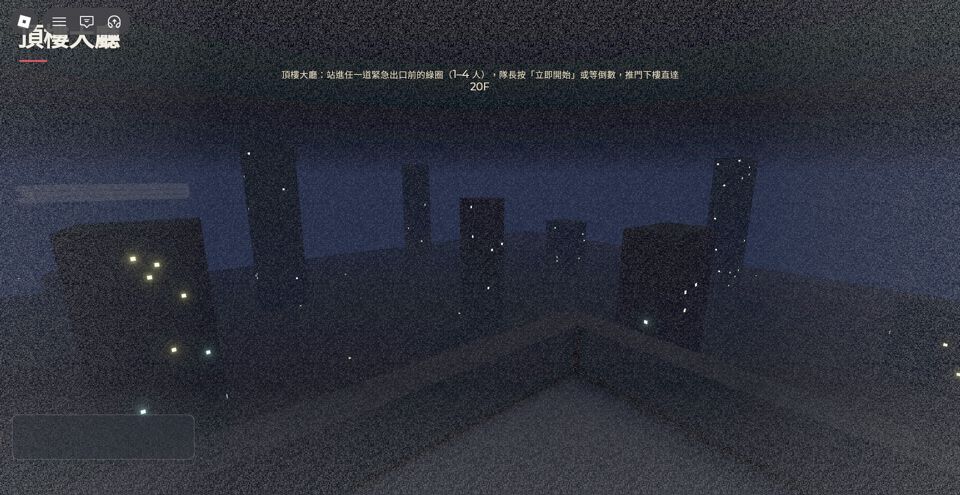 頂樓大廳
頂樓大廳：站進任一道緊急出口前的綠圈（1–4 人），隊長按「立即開始」或等倒數，推門下樓直達
20F